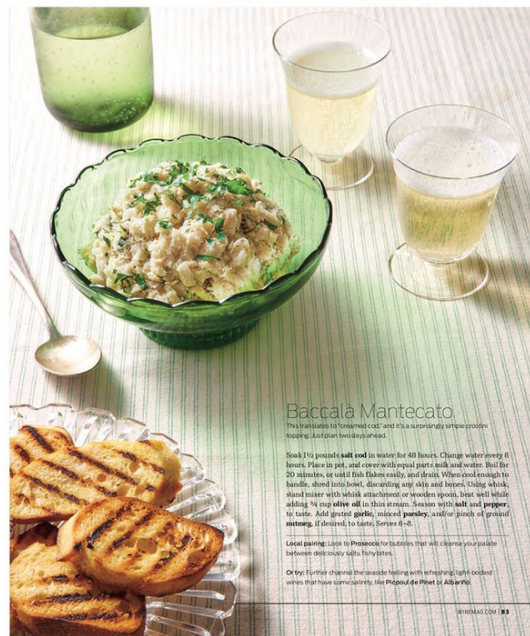 Baccalà Mantecato
This translates to "creamed cod," and it's a surprisingly simple crostini
topping. Just plan two days ahead.
Soak 1½ pounds salt cod in water for 48 hours. Change water every 8
hours. Place in pot, and cover with equal parts milk and water. Boil for
20 minutes, or until fish flakes easily, and drain. When cool enough to
handle, shred into bowl, discarding any skin and bones. Using whisk,
stand mixer with whisk attachment or wooden spoon, beat well while
adding ¾ cup olive oil in thin stream. Season with salt and pepper,
to taste. Add grated garlic, minced parsley, and/or pinch of ground
nutmeg, if desired, to taste. Serves 6–8.
Local pairing: Look to Prosecco for bubbles that will cleanse your palate
between deliciously salty, fishy bites.
Or try: Further channel the seaside feeling with refreshing, light-bodied
wines that have some salinity, like Picpoul de Pinet or Albariño.
WINEMAG.COM | 83